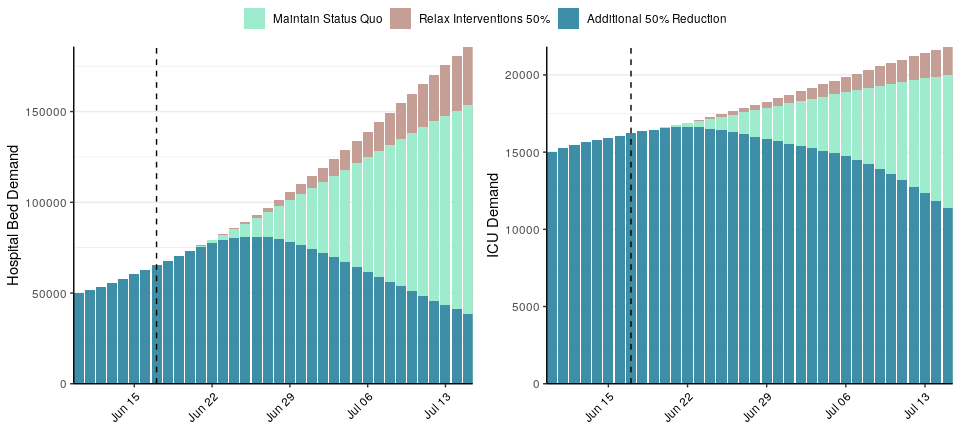 Maintain Status Quo
Relax Interventions 50%
Additional 50% Reduction
Hospital Bed Demand
150000
100000
50000
0
Jun 15
Jun 22
Jun 29
Jul 06
Jul 13
ICU Demand
20000
15000
10000
5000
0
Jun 15
Jun 22
Jun 29
Jul 06
Jul 13